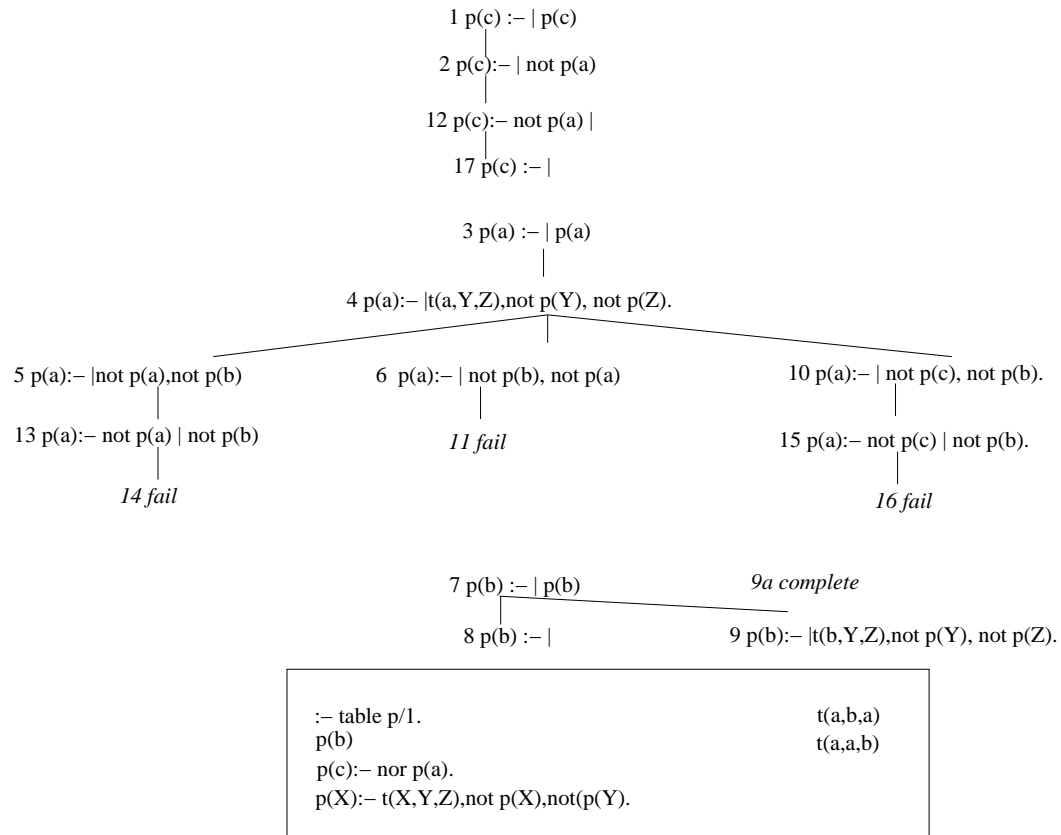 1 p(c) :– | p(c)
2 p(c):– | not p(a)
12 p(c):– not p(a) |
17 p(c) :– |
3 p(a) :– | p(a)
4 p(a):– |t(a,Y,Z),not p(Y), not p(Z).
5 p(a):– |not p(a),not p(b)
6 p(a):– | not p(b), not p(a)
10 p(a):– | not p(c), not p(b).
13 p(a):– not p(a) | not p(b)
11 fail
15 p(a):– not p(c) | not p(b).
14 fail
16 fail
7 p(b) :– | p(b)
9a complete
8 p(b) :– |
9 p(b):– |t(b,Y,Z),not p(Y), not p(Z).
:– table p/1.
t(a,b,a)
p(b)
t(a,a,b)
p(c):– nor p(a).
p(X):– t(X,Y,Z),not p(X),not(p(Y).